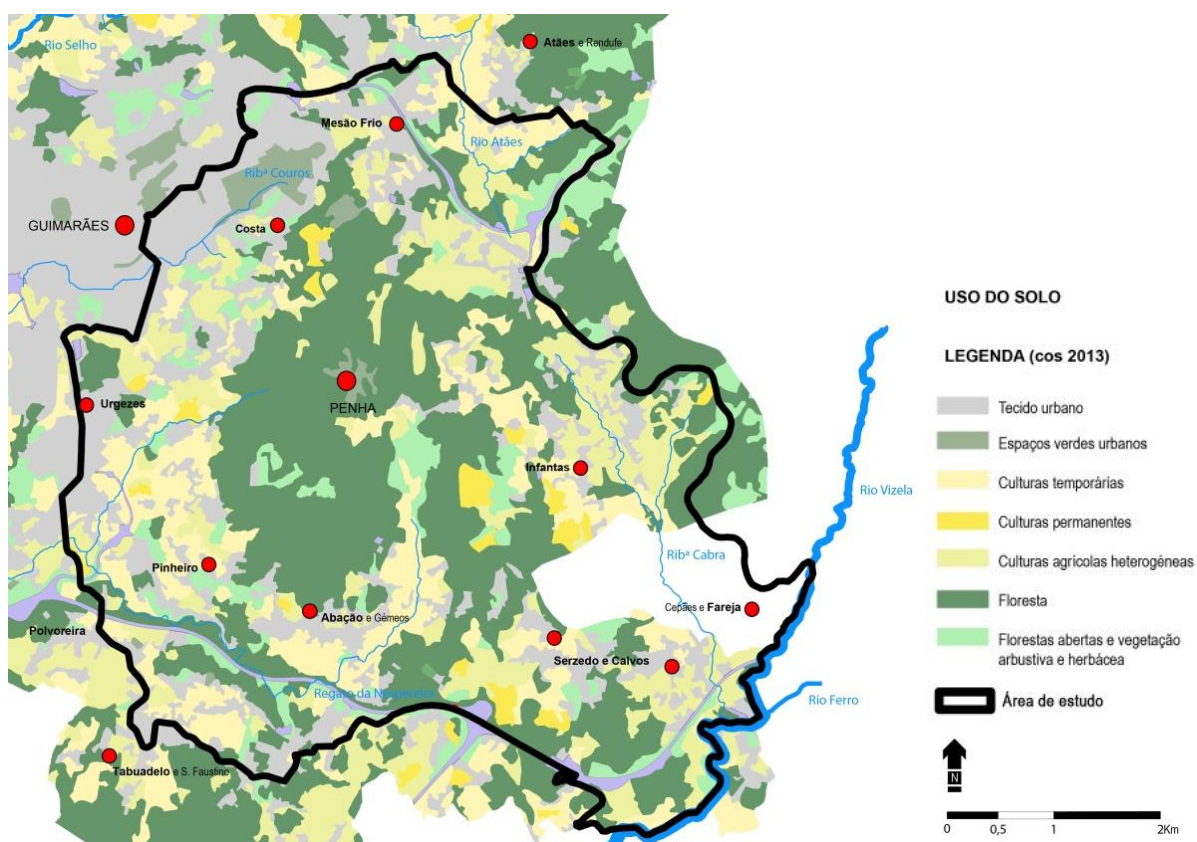 Rio Selho
Atães e Rendufe
Mesão Frio
Rio Atães
Ribª Couros
GUIMARÃES
Costa
PENHA
Urgezes
Infantas
Rio Vizela
Ribª Cabra
Pinheiro
Abação e Gémeos
Cepães e Fareja
Polvoreira
Serzedo e Calvos
Regato da Nespereira
Rio Ferro
Tabuadelo e S. Faustino
USO DO SOLO
LEGENDA (cos 2013)
Tecido urbano
Espaços verdes urbanos
Culturas temporárias
Culturas permanentes
Culturas agrícolas heterogéneas
Floresta
Florestas abertas e vegetação
arbustiva e herbácea
Área de estudo
N
0 0,5 1 2Km